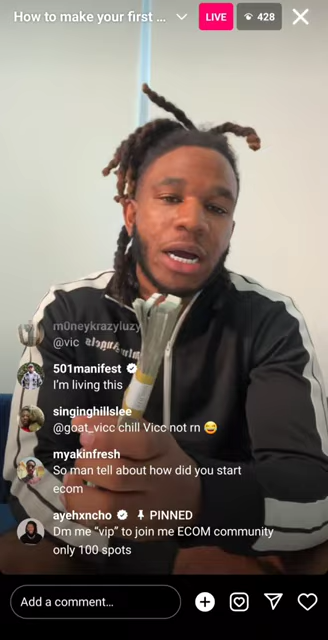 How to make your first ...
LIVE
428
m0neykrazyluzy
@vic
501manifest
I'm living this
singinghillslee
@goat_vicc chill Vicc not rn 😅
myakinfresh
So man tell about how did you start
ecom
ayehxncho PINNED
Dm me “vip” to join me ECOM community
only 100 spots
Add a comment...